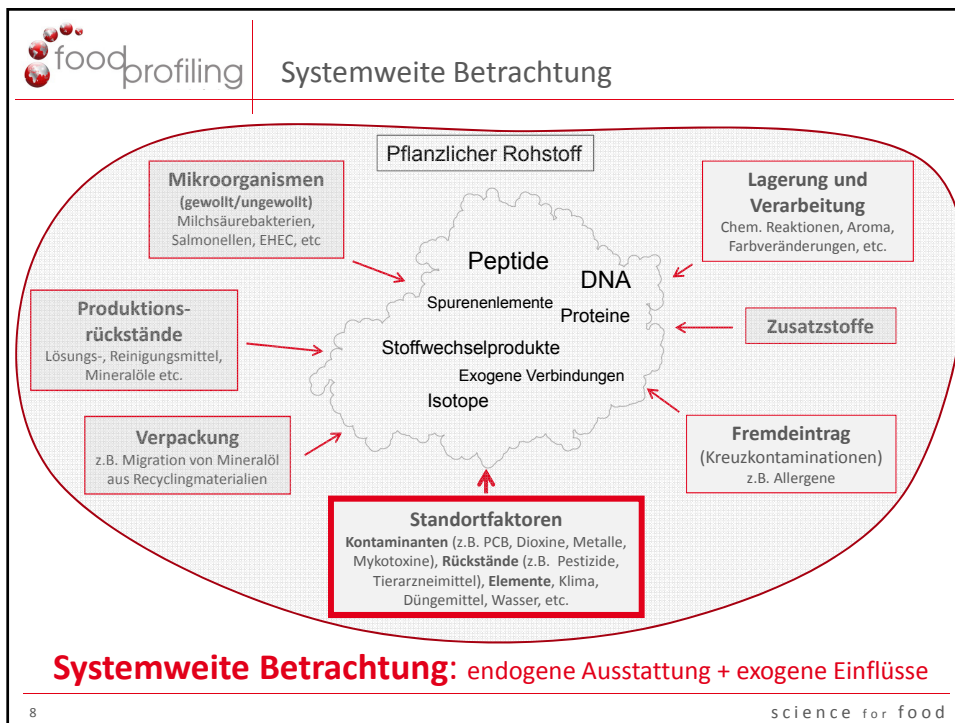 foodprofiling
Systemweite Betrachtung
Pflanzlicher Rohstoff
Mikroorganismen
(gewollt/ungewollt)
Milchsäurebakterien,
Salmonellen, EHEC, etc
Lagerung und
Verarbeitung
Chem. Reaktionen, Aroma,
Farbveränderungen, etc.
Peptide
DNA
Spurenenlemente
Proteine
Produktions-
rückstände
Lösungs-, Reinigungsmittel,
Mineralöle etc.
Zusatzstoffe
Stoffwechselprodukte
Exogene Verbindungen
Isotope
Verpackung
z.B. Migration von Mineralöl
aus Recyclingmaterialien
Fremdeintrag
(Kreuzkontaminationen)
z.B. Allergene
Standortfaktoren
Kontaminanten (z.B. PCB, Dioxine, Metalle,
Mykotoxine), Rückstände (z.B. Pestizide,
Tierarzneimittel), Elemente, Klima,
Düngemittel, Wasser, etc.
Systemweite Betrachtung: endogene Ausstattung + exogene Einflüsse
8
science for food